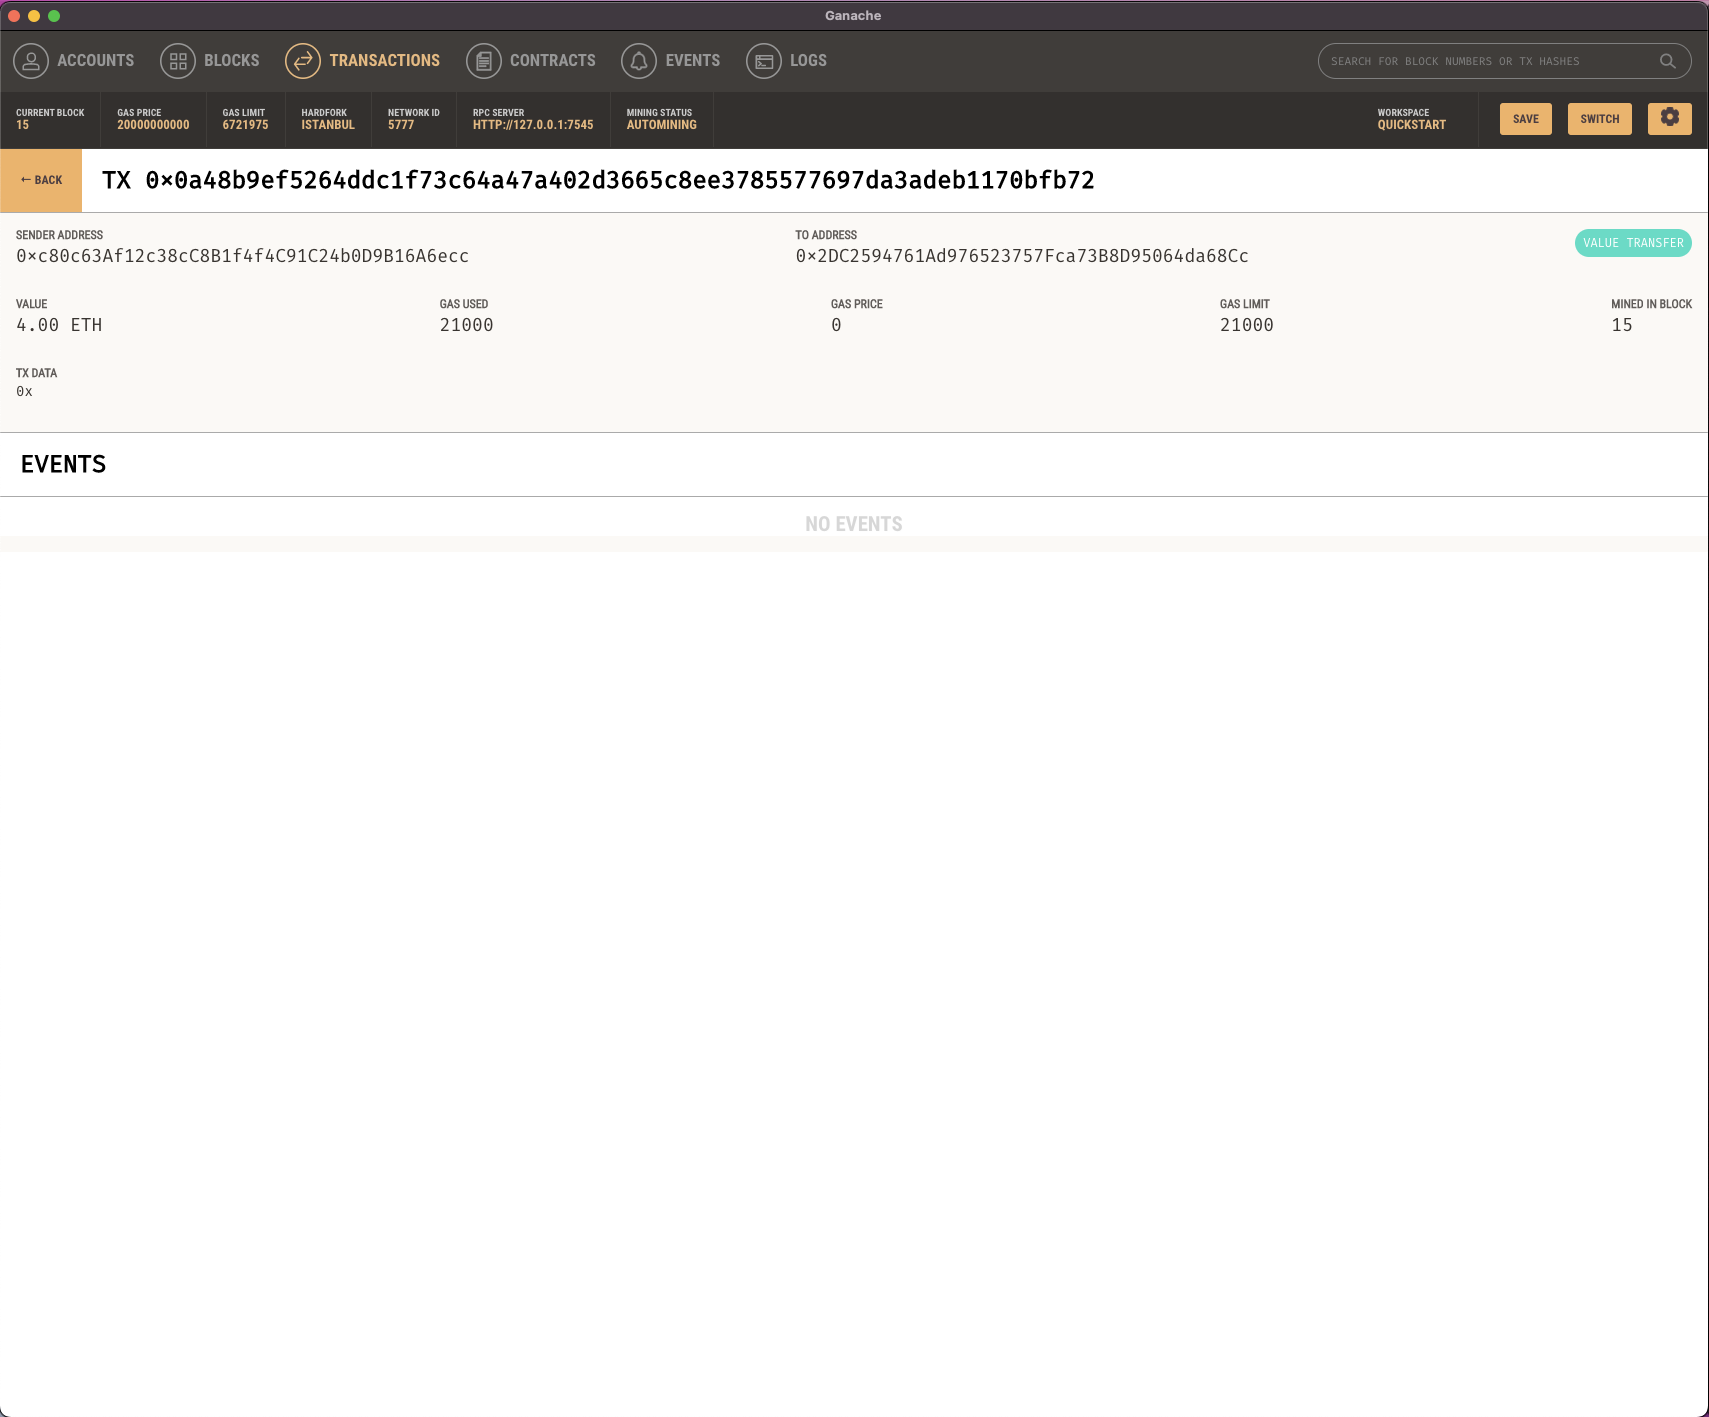 Ganache
ACCOUNTS BLOCKS TRANSACTIONS CONTRACTS EVENTS LOGS SEARCH FOR BLOCK NUMBERS OR TX HASHES
CURRENT BLOCK GAS PRICE GAS LIMIT HARDFORK NETWORK ID RPC SERVER MINING STATUS WORKSPACE
15 20000000000 6721975 ISTANBUL 5777 HTTP://127.0.0.1:7545 AUTOMINING QUICKSTART SAVE SWITCH
← BACK TX 0×0a48b9ef5264ddc1f73c64a47a402d3665c8ee3785577697da3adeb1170bfb72
SENDER ADDRESS TO ADDRESS
0×c80c63Af12c38cC8B1f4f4C91C24b0D9B16A6ecc 0×2DC2594761Ad976523757Fca73B8D95064da68Cc VALUE TRANSFER
VALUE GAS USED GAS PRICE GAS LIMIT MINED IN BLOCK
4.00 ETH 21000 0 21000 15
TX DATA
0x
EVENTS
NO EVENTS